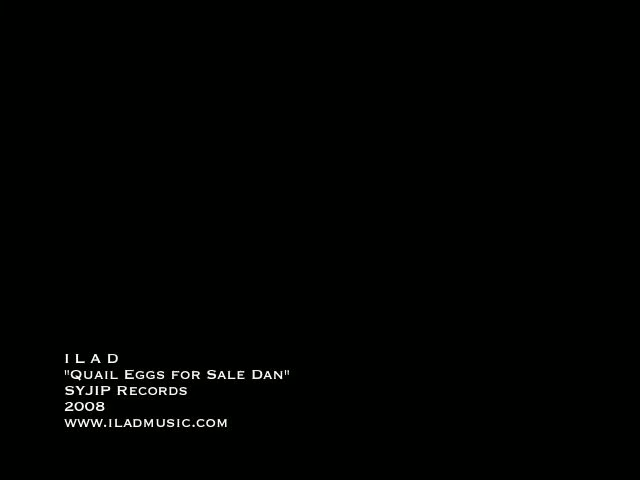 I L A D
"Quail Eggs for Sale Dan"
SYJIP Records
2008
www.iladmusic.com